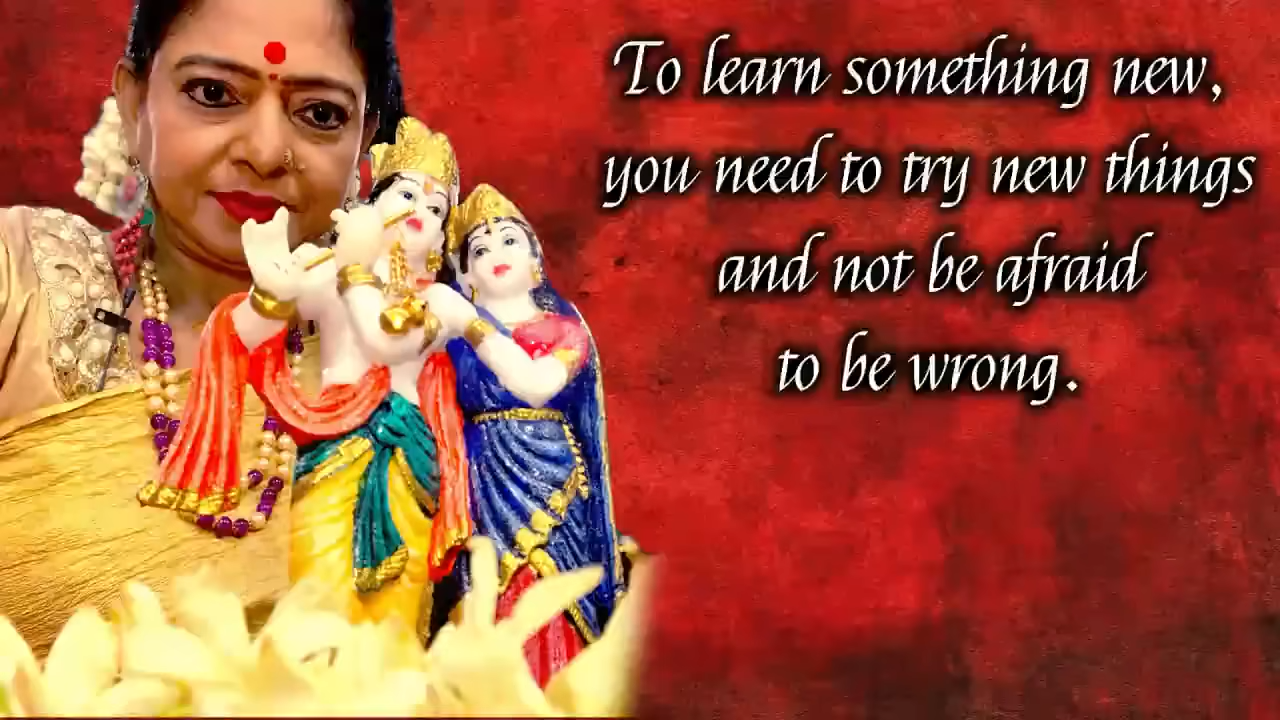 To learn something new,
you need to try new things
and not be afraid
to be wrong.